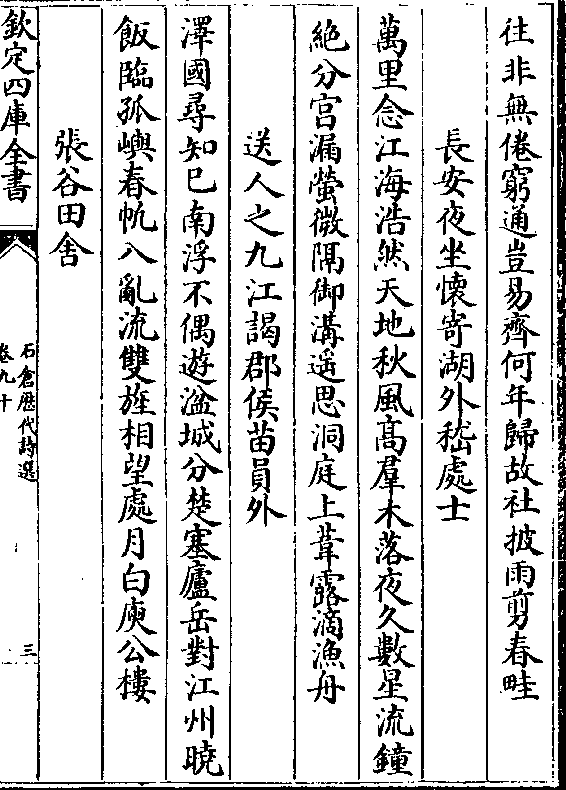 往非無倦窮通豈易齊何年歸故社披雨剪春畦
長安夜坐懷寄湖外嵇處士
萬里念江海浩然天地秋風髙羣木落夜久數星流鐘
絶分宫漏螢微隔御溝遥思洞庭上葦露滴漁舟
送人之九江謁郡侯苗員外
澤國尋知已南浮不偶遊湓城分楚塞廬岳對江州曉
飯臨孤嶼春帆入亂流雙旌相望處月白庾公樓
張谷田舍
欽定四庫全書
石倉歴代詩選
卷九十
三